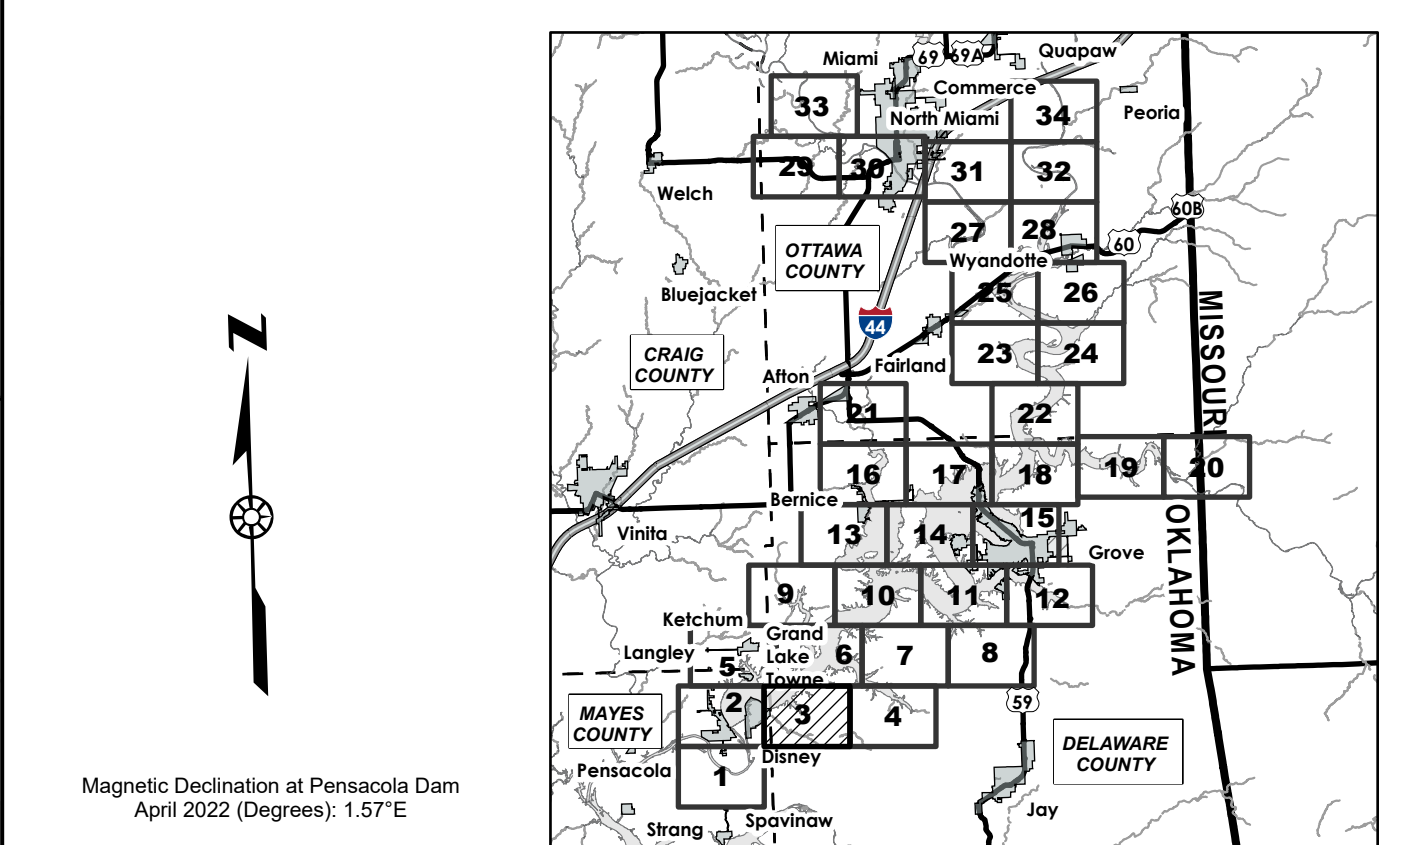 Miami
69
69A
Quapaw
Commerce
33
34
Peoria
North Miami
29
30
31
32
Welch
60B
27
28
60
OTTAWA
COUNTY
Wyandotte
Bluejacket
25
26
MISSOURI
N
44
CRAIG
COUNTY
23
24
Fairland
Afton
21
22
16
17
18
19
20
Bernice
OKLAHOMA
Vinita
13
14
15
Grove
9
10
11
12
Ketchum
Grand
Lake
Towne
Langley
5
6
7
8
MAYES
COUNTY
2
3
4
59
DELAWARE
COUNTY
Disney
Pensacola
1
Magnetic Declination at Pensacola Dam
April 2022 (Degrees): 1.57°E
Jay
Spavinaw
Strang